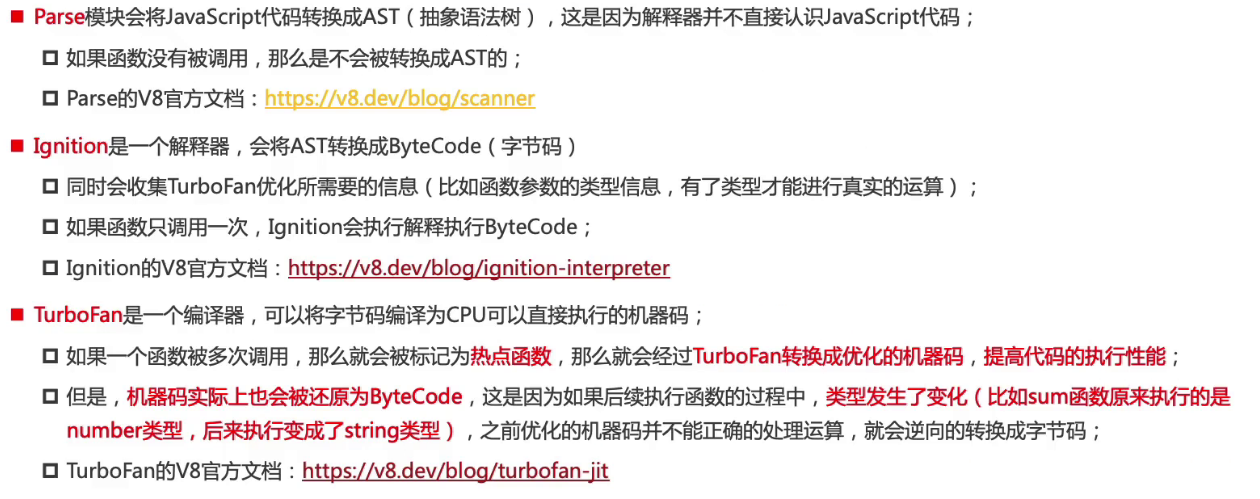 Parse模块会将JavaScript代码转换成AST（抽象语法树），这是因为解释器并不直接认识JavaScript代码；
如果函数没有被调用，那么是不会被转换成AST的；
Parse的V8官方文档：https://v8.dev/blog/scanner
Ignition是一个解释器，会将AST转换成ByteCode（字节码）
同时会收集TurboFan优化所需要的信息（比如函数参数的类型信息，有了类型才能进行真实的运算）；
如果函数只调用一次，Ignition会执行解释执行ByteCode；
Ignition的V8官方文档：https://v8.dev/blog/ignition-interpreter
TurboFan是一个编译器，可以将字节码编译为CPU可以直接执行的机器码；
如果一个函数被多次调用，那么就会被标记为热点函数，那么就会经过TurboFan转换成优化的机器码，提高代码的执行性能；
但是，机器码实际上也会被还原为ByteCode，这是因为如果后续执行函数的过程中，类型发生了变化（比如sum函数原来执行的是
number类型，后来执行变成了string类型），之前优化的机器码并不能正确的处理运算，就会逆向的转换成字节码；
TurboFan的V8官方文档：https://v8.dev/blog/turbofan-jit